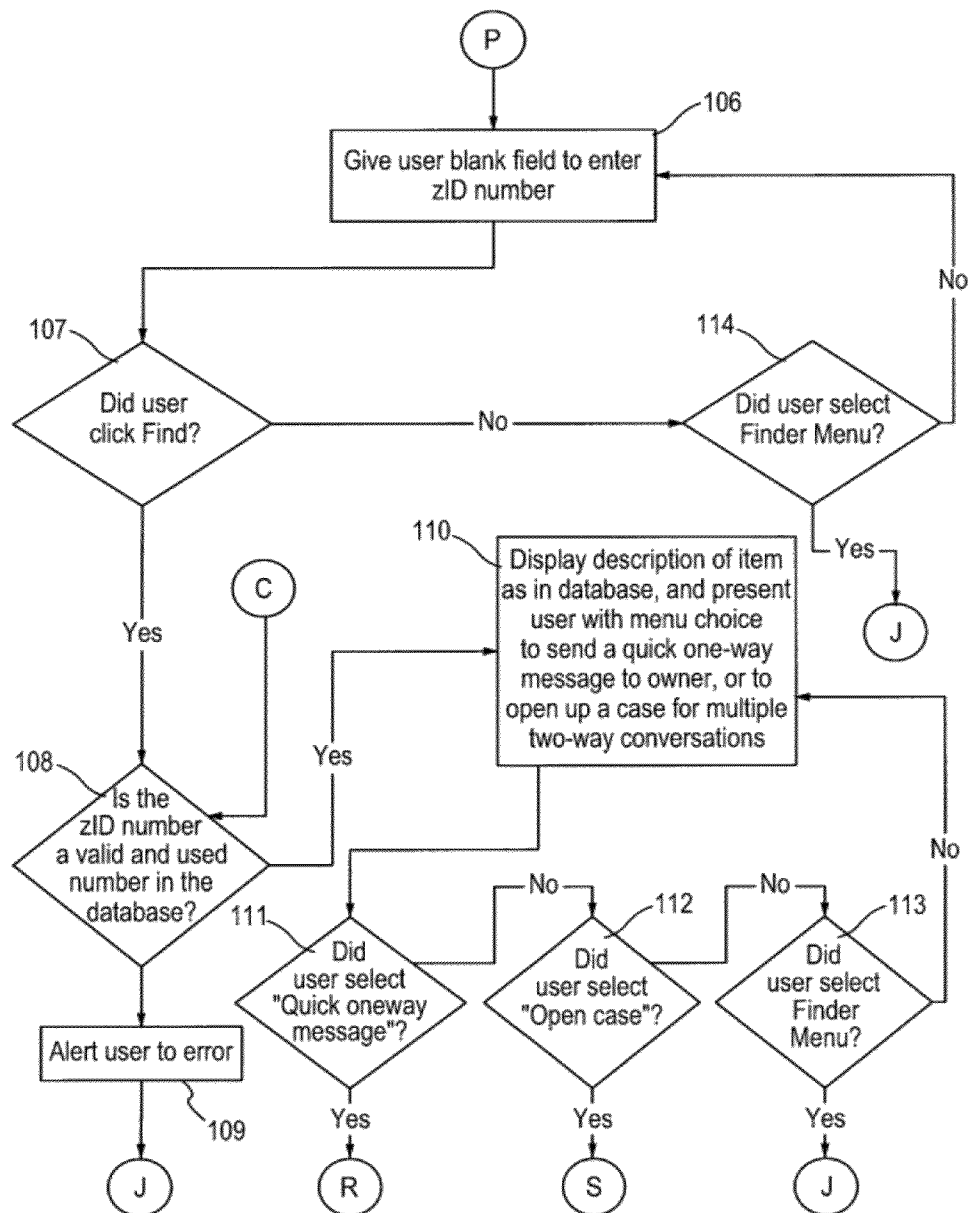 P
106
Give user blank field to enter
zID number
No
107
114
Did user
click Find?
No
Did user select
Finder Menu?
110
Display description of item
as in database, and present
user with menu choice
to send a quick one-way
message to owner, or to
open up a case for multiple
two-way conversations
Yes
J
C
Yes
Yes
108
Is the
zID number
a valid and used
number in the
database?
No
No
No
111
112
113
Did
user select
"Quick oneway
message"?
Did
user select
"Open case"?
Did
user select
Finder
Menu?
Alert user to error
109
Yes
Yes
Yes
J
R
S
J